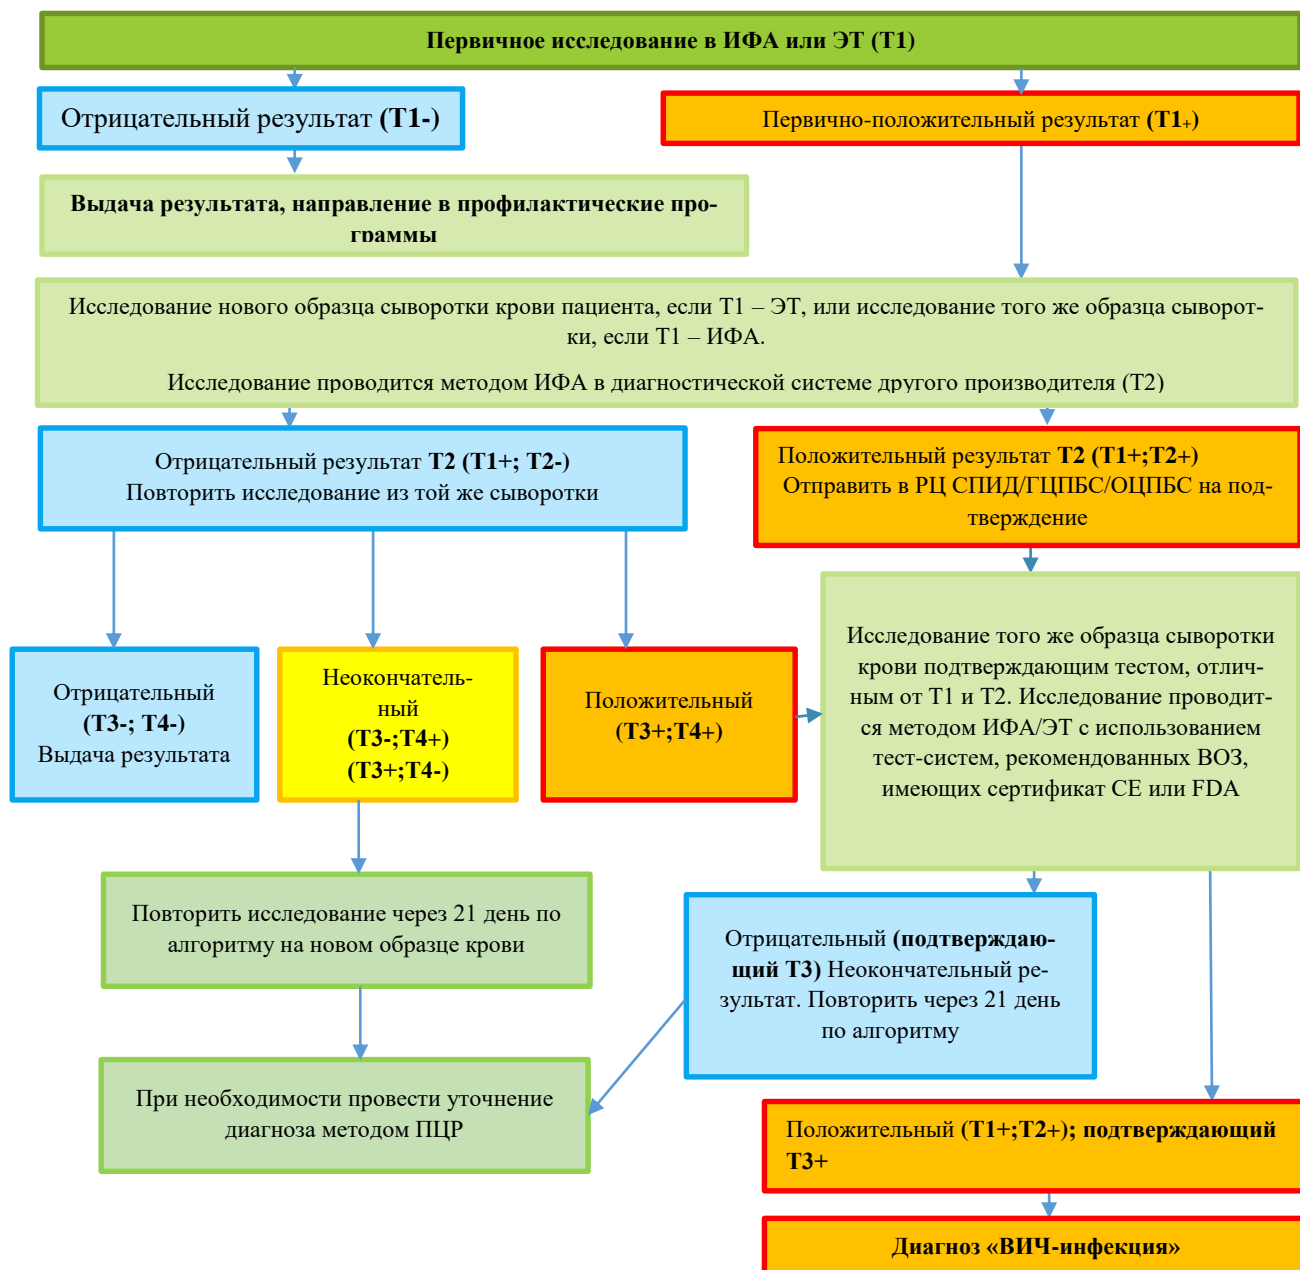 Первичное исследование в ИФА или ЭТ (Т1)
Отрицательный результат (Т1-)
Первично-положительный результат (Т1+)
Выдача результата, направление в профилактические про-
граммы
Исследование нового образца сыворотки крови пациента, если Т1 – ЭТ, или исследование того же образца сыворот-
ки, если Т1 – ИФА.
Исследование проводится методом ИФА в диагностической системе другого производителя (Т2)
Отрицательный результат Т2 (Т1+; Т2-)
Повторить исследование из той же сыворотки
Положительный результат Т2 (Т1+;Т2+)
Отправить в РЦ СПИД/ГЦПБС/ОЦПБС на под-
тверждение
Отрицательный
(Т3-; Т4-)
Выдача результата
Неокончатель-
ный
(Т3-;Т4+)
(Т3+;Т4-)
Положительный
(Т3+;Т4+)
Исследование того же образца сыворотки
крови подтверждающим тестом, отлич-
ным от Т1 и Т2. Исследование проводит-
ся методом ИФА/ЭТ с использованием
тест-систем, рекомендованных ВОЗ,
имеющих сертификат CE или FDA
Повторить исследование через 21 день по
алгоритму на новом образце крови
Отрицательный (подтверждаю-
щий Т3) Неокончательный ре-
зультат. Повторить через 21 день
по алгоритму
При необходимости провести уточнение
диагноза методом ПЦР
Положительный (Т1+;Т2+); подтверждающий
Т3+
Диагноз «ВИЧ-инфекция»